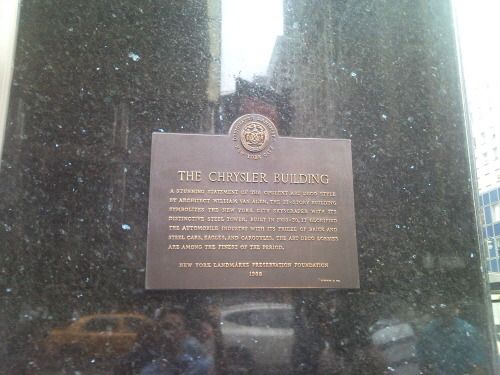 THE CHRYSLER BUILDING
A STUNNING STATEMENT OF THE OPULENT ART DECO STYLE
BY ARCHITECT WILLIAM VAN ALEN, THE 77-STORY BUILDING
SYMBOLIZES THE NEW YORK CITY SKYSCRAPER WITH ITS
DISTINCTIVE STEEL TOWER. BUILT IN 1928-30, IT GLORIFIED
THE AUTOMOBILE INDUSTRY WITH ITS FRIEZE OF BRICK AND
STEEL CARS, EAGLES, AND GARGOYLES. THE ART DECO LOBBIES
ARE AMONG THE FINEST OF THE PERIOD.
NEW YORK LANDMARKS PRESERVATION FOUNDATION